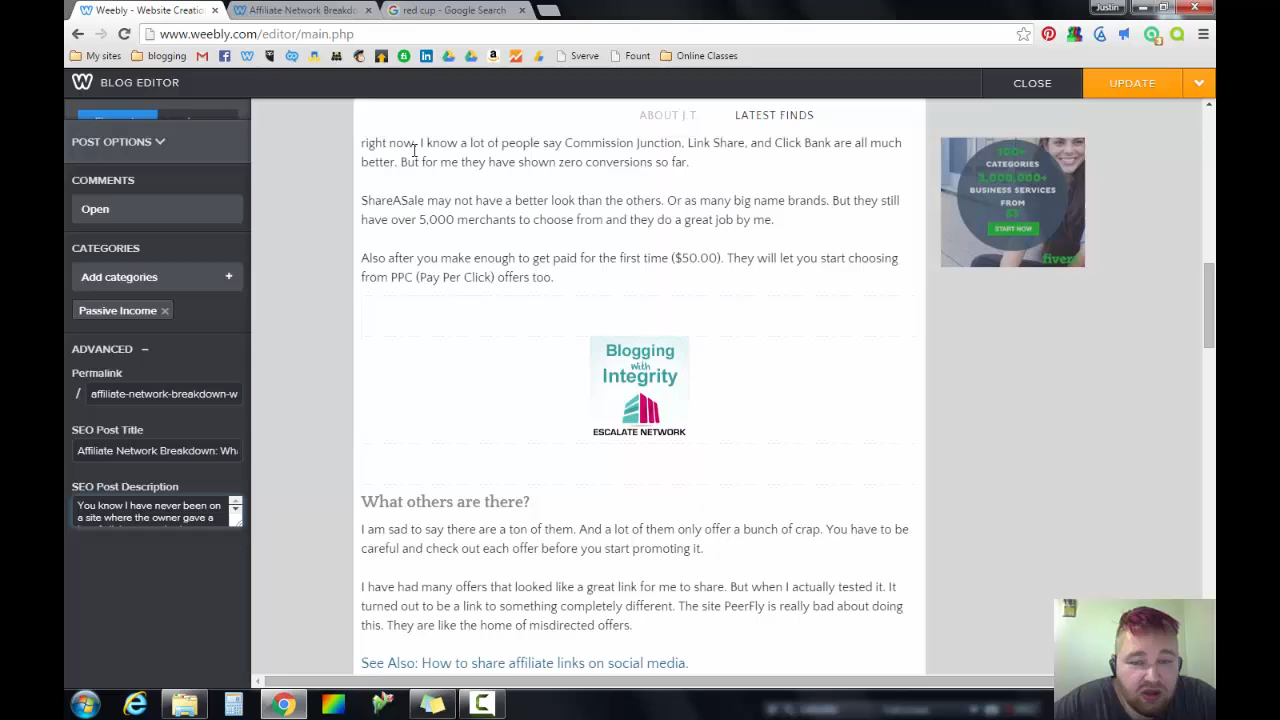 Weebly - Website Creatio
Affiliate Network Breakdo
red cup - Google Search
Justin
www.weebly.com/editor/main.php
My sites
blogging
Sverve
Fount
Online Classes
BLOG EDITOR
CLOSE
UPDATE
POST OPTIONS
COMMENTS
Open
CATEGORIES
Add categories +
Passive Income
ADVANCED
Permalink
/ affiliate-network-breakdown-w
SEO Post Title
Affiliate Network Breakdown: Wha
SEO Post Description
You know I have never been on
a site where the owner gave a
ABOUT J.T.
LATEST FINDS
right now. I know a lot of people say Commission Junction, Link Share, and Click Bank are all much
better. But for me they have shown zero conversions so far.
ShareASale may not have a better look than the others. Or as many big name brands. But they still
have over 5,000 merchants to choose from and they do a great job by me.
Also after you make enough to get paid for the first time ($50.00). They will let you start choosing
from PPC (Pay Per Click) offers too.
Blogging
with
Integrity
ESCALATE NETWORK
What others are there?
I am sad to say there are a ton of them. And a lot of them only offer a bunch of crap. You have to be
careful and check out each offer before you start promoting it.
I have had many offers that looked like a great link for me to share. But when I actually tested it. It
turned out to be a link to something completely different. The site PeerFly is really bad about doing
this. They are like the home of misdirected offers.
See Also: How to share affiliate links on social media.
100+
CATEGORIES
3,000,000+
BUSINESS SERVICES
FROM
$5
START NOW
fiverr